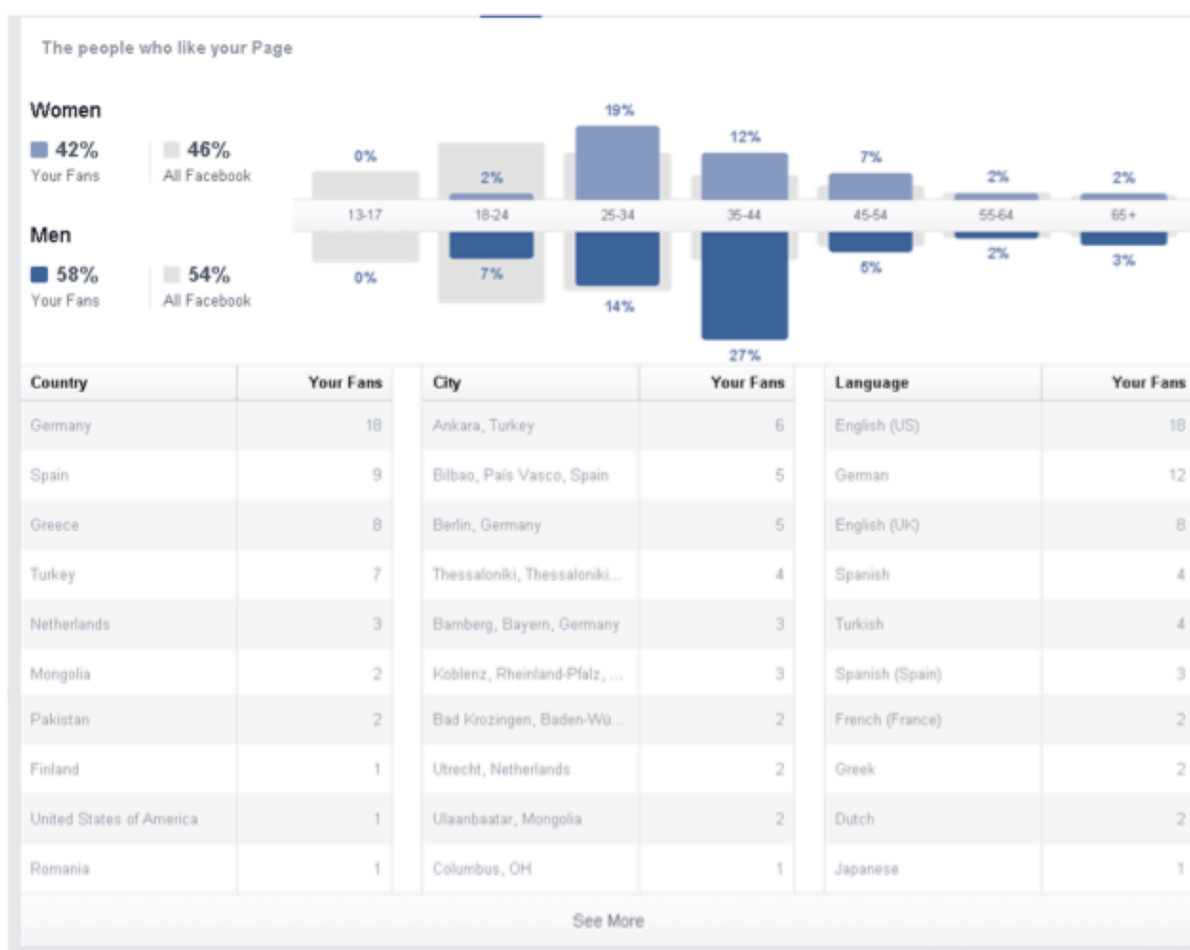 The people who like your Page
Women
42% 46%
Your Fans All Facebook
Men
58% 54%
Your Fans All Facebook
0% 2% 19% 12% 7% 2% 2%
13-17 18-24 25-34 35-44 45-54 55-64 65+
0% 7% 14% 27% 5% 2% 3%
Country Your Fans City Your Fans Language Your Fans
Germany 18 Ankara, Turkey 6 English (US) 18
Spain 9 Bilbao, País Vasco, Spain 5 German 12
Greece 8 Berlin, Germany 5 English (UK) 8
Turkey 7 Thessaloníki, Thessaloniki... 4 Spanish 4
Netherlands 3 Bamberg, Bayern, Germany 3 Turkish 4
Mongolia 2 Koblenz, Rheinland-Pfalz, ... 3 Spanish (Spain) 3
Pakistan 2 Bad Krozingen, Baden-Wü... 2 French (France) 2
Finland 1 Utrecht, Netherlands 2 Greek 2
United States of America 1 Ulaanbaatar, Mongolia 2 Dutch 2
Romania 1 Columbus, OH 1 Japanese 1
See More